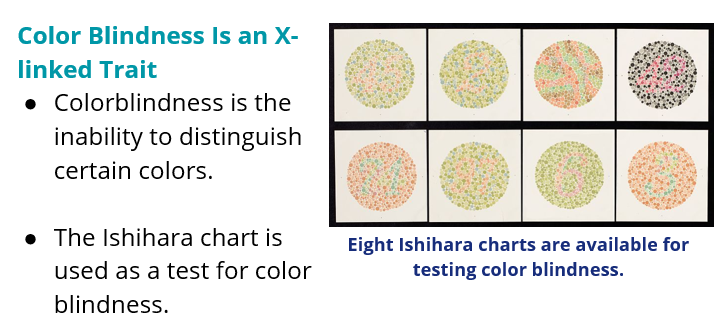 Color Blindness Is an X-
linked Trait
● Colorblindness is the
inability to distinguish
certain colors.
● The Ishihara chart is
used as a test for color
blindness.
Eight Ishihara charts are available for
testing color blindness.